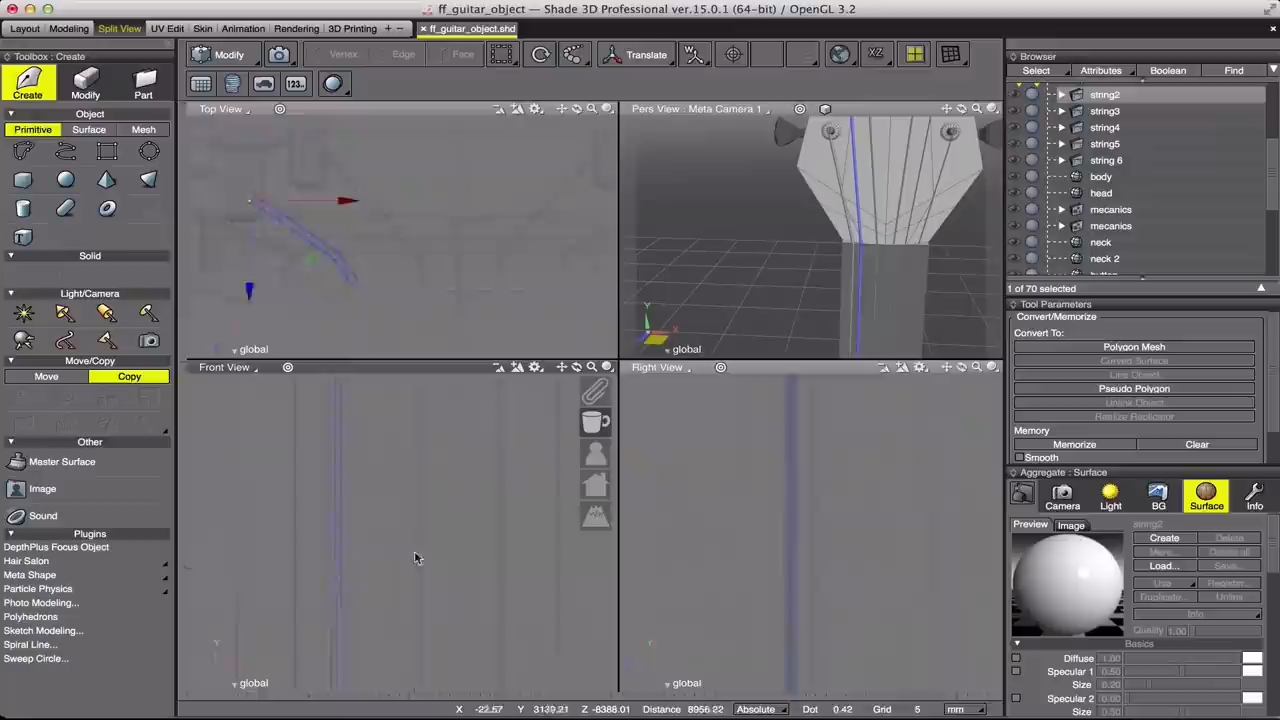 ff_guitar_object — Shade 3D Professional ver.15.0.1 (64-bit) / OpenGL 3.2
Layout Modeling Split View UV Edit Skin Animation Rendering 3D Printing + −
× ff_guitar_object.shd
Toolbox : Create
Create Modify Part
Object
Primitive Surface Mesh
Solid
Light/Camera
Move/Copy
Move Copy
Other
Master Surface
Image
Sound
Plugins
DepthPlus Focus Object
Hair Salon
Meta Shape
Particle Physics
Photo Modeling...
Polyhedrons
Sketch Modeling...
Spiral Line...
Sweep Circle...
Modify Vertex Edge Face Translate W XZ
123..
Top View
global
Pers View : Meta Camera 1
Y
X
global
Front View
Y
global
Right View
Y
global
X -22.57 Y 3139.21 Z -8388.01 Distance 8956.22 Absolute Dot 0.42 Grid 5 mm
Browser
Select Attributes Boolean Find
string2
string3
string4
string5
string 6
body
head
mecanics
mecanics
neck
neck 2
1 of 70 selected
Tool Parameters
Convert/Memorize
Convert To:
Polygon Mesh
Curved Surface
Line Object
Pseudo Polygon
Unlink Object
Realize Replicator
Memory
Memorize Clear
Smooth
Aggregate : Surface
Camera Light BG Surface Info
Preview Image
string2
Create Delete
More... Delete all
Load... Save...
Use Register...
Duplicate... Unlink
Info
Quality 1.00
Basics
Diffuse 1.00
Specular 1 0.50
Size 0.20
Specular 2 0.00
Size 0.50